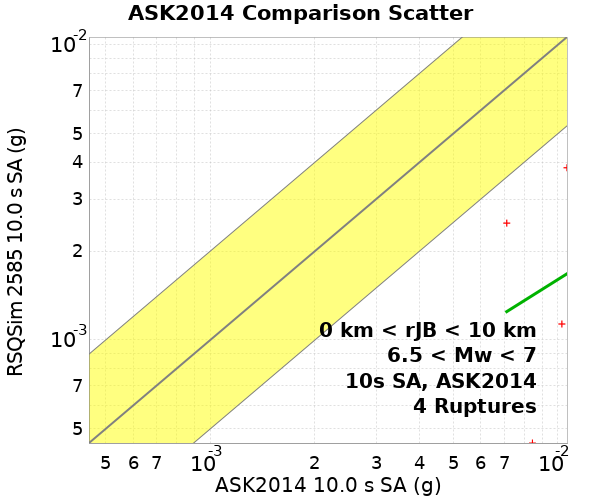 ASK2014 Comparison Scatter
RSQSim 2585 10.0 s SA (g)
10^-2
7
5
4
3
2
10^-3
7
5
0 km < rJB < 10 km
6.5 < Mw < 7
10s SA, ASK2014
4 Ruptures
5 6 7 10^-3 2 3 4 5 6 7 10^-2
ASK2014 10.0 s SA (g)